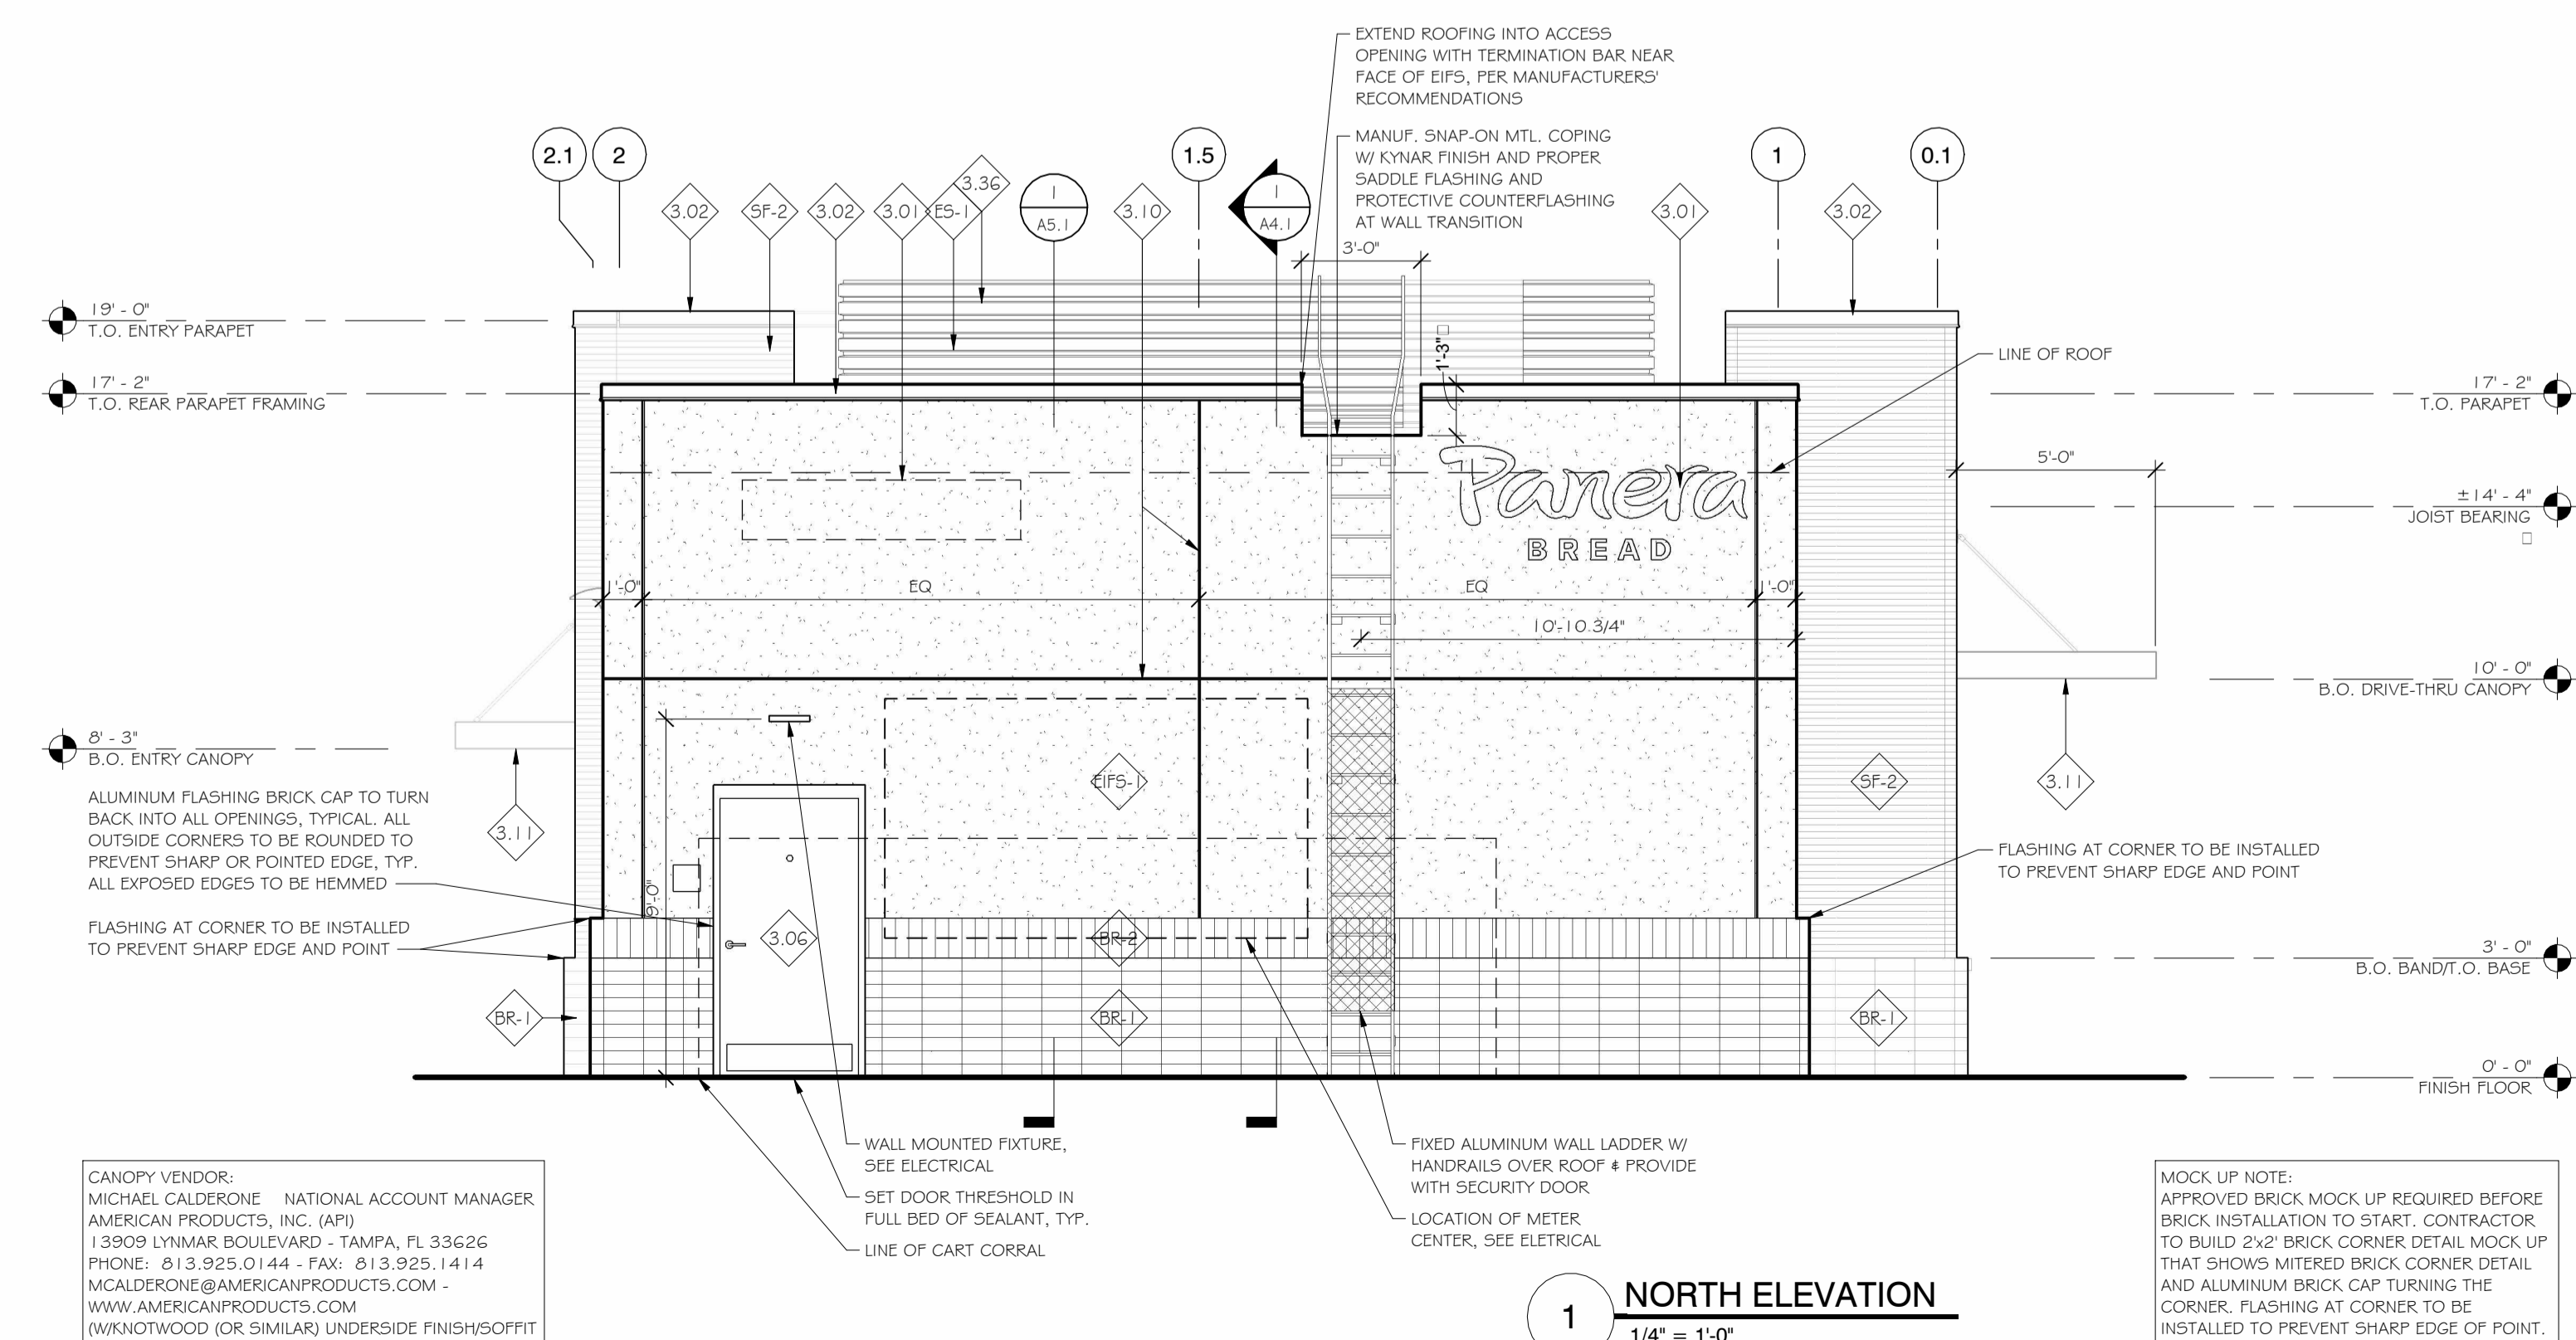 EXTEND ROOFING INTO ACCESS
OPENING WITH TERMINATION BAR NEAR
FACE OF EIFS, PER MANUFACTURERS'
RECOMMENDATIONS
MANUF. SNAP-ON MTL. COPING
W/ KYNAR FINISH AND PROPER
SADDLE FLASHING AND
PROTECTIVE COUNTERFLASHING
AT WALL TRANSITION
2.1
2
1.5
1
0.1
3.02
SF-2
3.02
3.01
ES-1
3.36
1
A5.1
3.10
1
A4.1
3.01
3.02
3'-0"
1'-3"
19' - 0"
T.O. ENTRY PARAPET
17' - 2"
T.O. REAR PARAPET FRAMING
LINE OF ROOF
17' - 2"
T.O. PARAPET
5'-0"
±14' - 4"
JOIST BEARING
Panera
BREAD
1'-0"
EQ
EQ
1'-0"
10'-10 3/4"
10' - 0"
B.O. DRIVE-THRU CANOPY
8' - 3"
B.O. ENTRY CANOPY
EIFS-1
SF-2
3.11
3.11
ALUMINUM FLASHING BRICK CAP TO TURN
BACK INTO ALL OPENINGS, TYPICAL. ALL
OUTSIDE CORNERS TO BE ROUNDED TO
PREVENT SHARP OR POINTED EDGE, TYP.
ALL EXPOSED EDGES TO BE HEMMED
FLASHING AT CORNER TO BE INSTALLED
TO PREVENT SHARP EDGE AND POINT
9'-0"
3.06
BR-2
FLASHING AT CORNER TO BE INSTALLED
TO PREVENT SHARP EDGE AND POINT
3' - 0"
B.O. BAND/T.O. BASE
BR-1
BR-1
BR-1
0' - 0"
FINISH FLOOR
WALL MOUNTED FIXTURE,
SEE ELECTRICAL
SET DOOR THRESHOLD IN
FULL BED OF SEALANT, TYP.
LINE OF CART CORRAL
FIXED ALUMINUM WALL LADDER W/
HANDRAILS OVER ROOF & PROVIDE
WITH SECURITY DOOR
LOCATION OF METER
CENTER, SEE ELETRICAL
CANOPY VENDOR:
MICHAEL CALDERONE NATIONAL ACCOUNT MANAGER
AMERICAN PRODUCTS, INC. (API)
13909 LYNMAR BOULEVARD - TAMPA, FL 33626
PHONE: 813.925.0144 - FAX: 813.925.1414
MCALDERONE@AMERICANPRODUCTS.COM -
WWW.AMERICANPRODUCTS.COM
(W/KNOTWOOD (OR SIMILAR) UNDERSIDE FINISH/SOFFIT
1
NORTH ELEVATION
1/4" = 1'-0"
MOCK UP NOTE:
APPROVED BRICK MOCK UP REQUIRED BEFORE
BRICK INSTALLATION TO START. CONTRACTOR
TO BUILD 2'x2' BRICK CORNER DETAIL MOCK UP
THAT SHOWS MITERED BRICK CORNER DETAIL
AND ALUMINUM BRICK CAP TURNING THE
CORNER. FLASHING AT CORNER TO BE
INSTALLED TO PREVENT SHARP EDGE OF POINT.